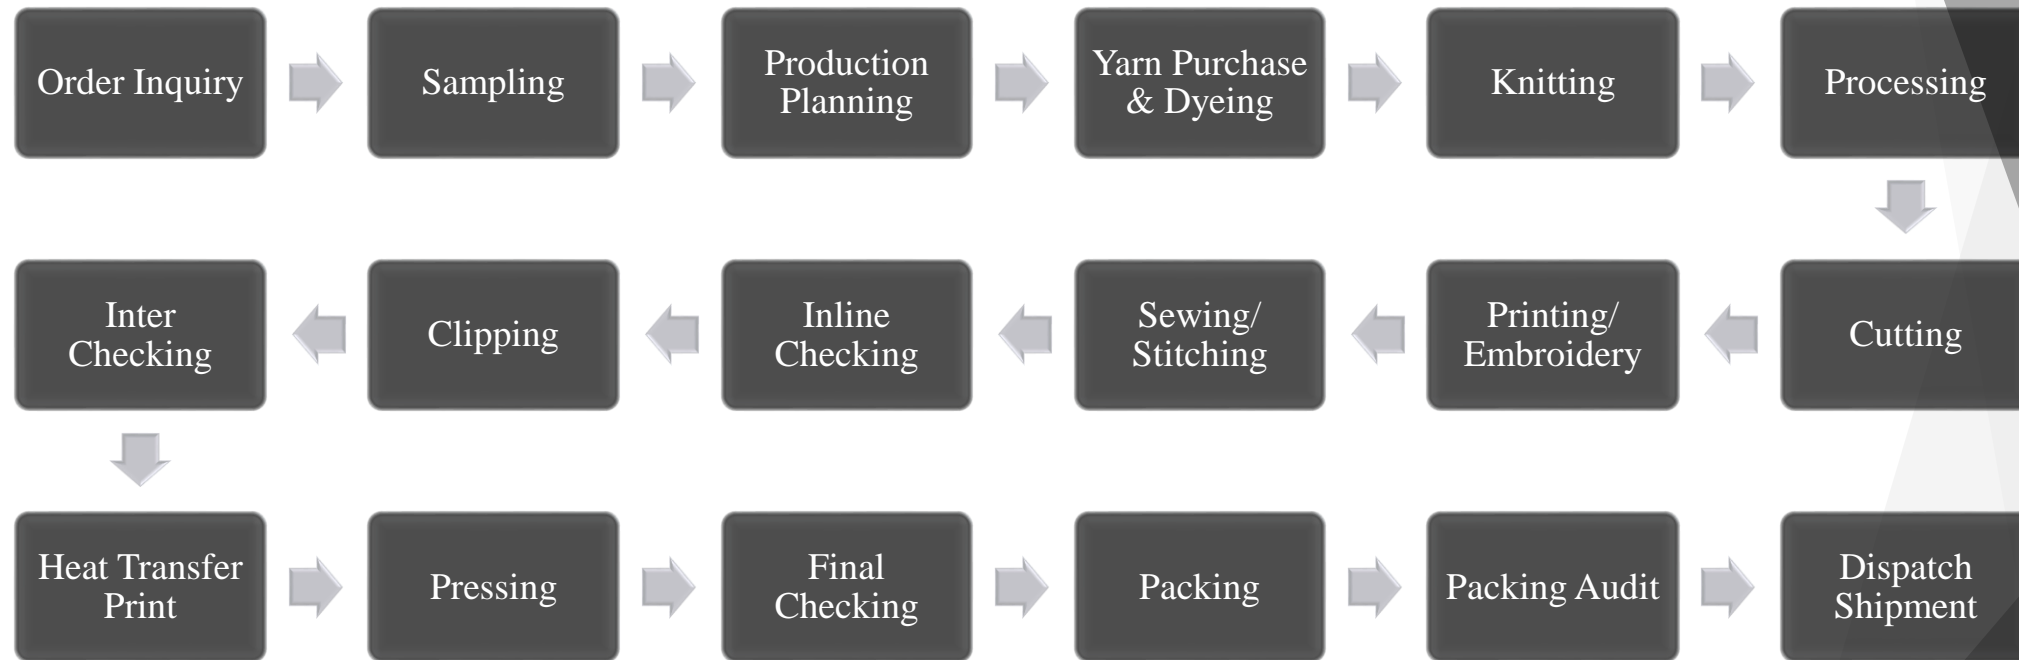 Order Inquiry
Sampling
Production
Planning
Yarn Purchase
& Dyeing
Knitting
Processing
Cutting
Printing/
Embroidery
Sewing/
Stitching
Inline
Checking
Clipping
Inter
Checking
Heat Transfer
Print
Pressing
Final
Checking
Packing
Packing Audit
Dispatch
Shipment